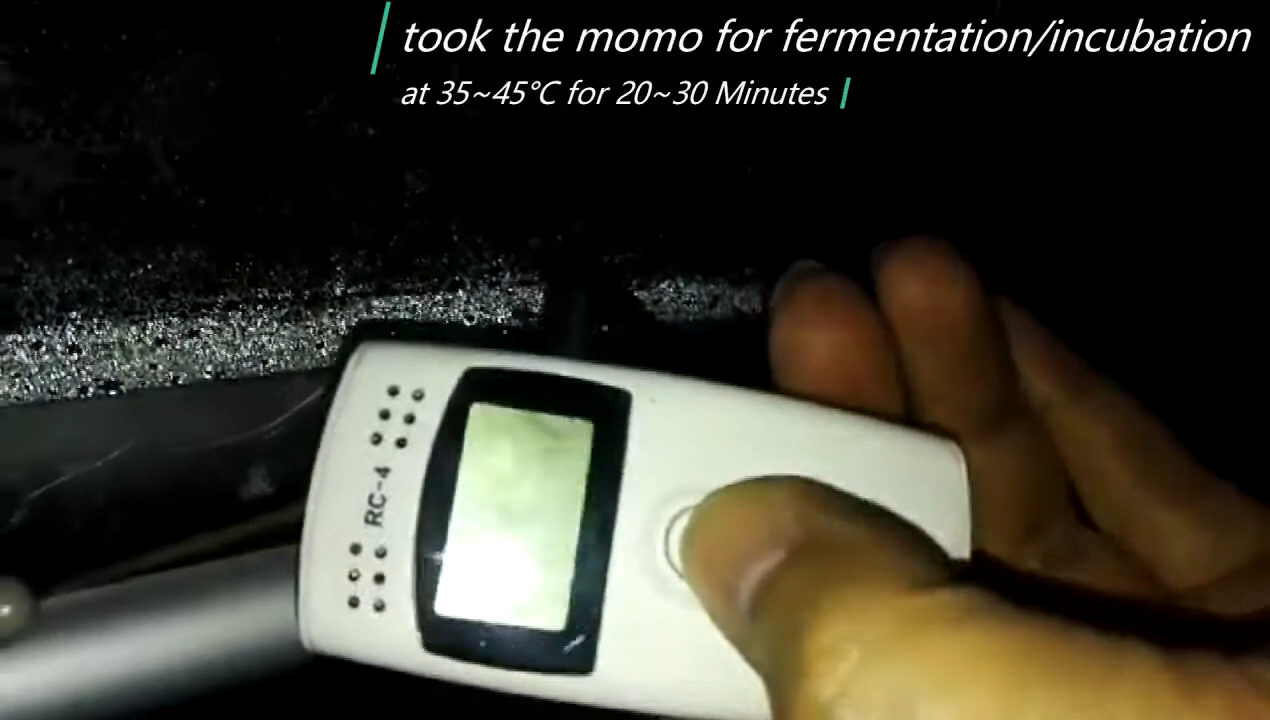 took the momo for fermentation/incubation
at 35~45°C for 20~30 Minutes
RC-4